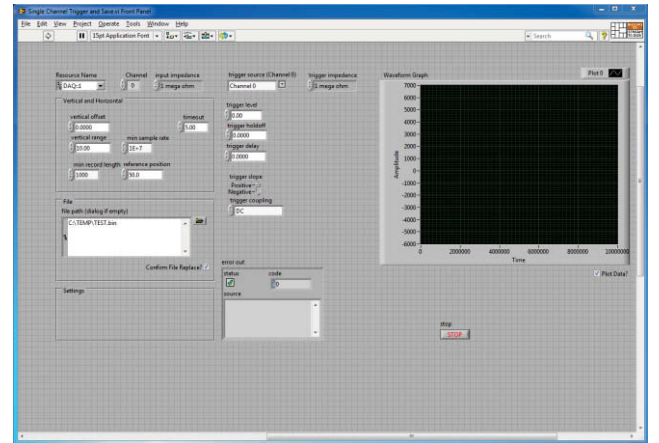 Single Channel Trigger and Save.vi Front Panel
File Edit View Project Operate Tools Window Help
15pt Application Font
Search
Resource Name
DAQ::1
Channel
0
input impedance
1 mega ohm
trigger source (Channel 0)
Channel 0
trigger impedance
1 mega ohm
Vertical and Horizontal
vertical offset
0.0000
timeout
5.00
vertical range
10.00
min sample rate
1E+7
min record length
1000
reference position
50.0
trigger level
0.00
trigger holdoff
0.0000
trigger delay
0.0000
trigger slope
Positive
Negative
trigger coupling
DC
File
file path (dialog if empty)
C:\TEMP\TEST.bin
Confirm File Replace?
Settings
error out
status
code
0
source
Waveform Graph
Plot 0
Amplitude
7000
6000
5000
4000
3000
2000
1000
0
-1000
-2000
-3000
-4000
-5000
-6000
0 2000000 4000000 6000000 8000000 10000000
Time
Plot Data?
stop
STOP